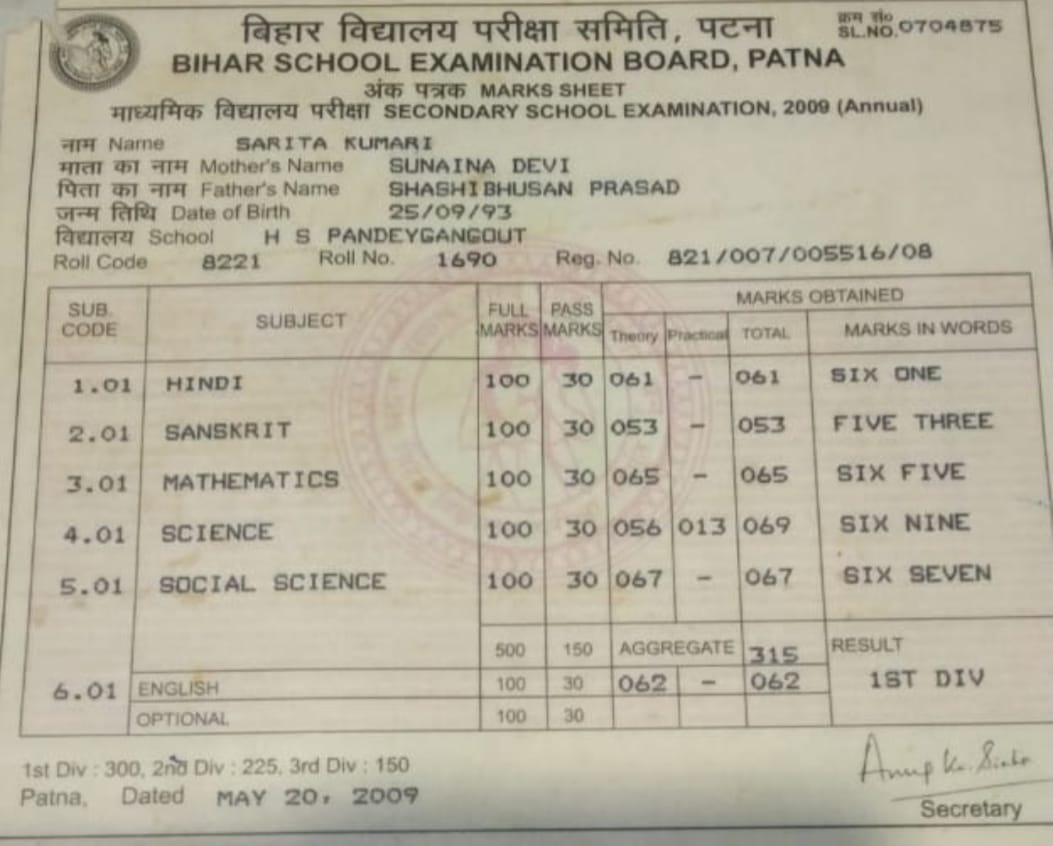 बिहार विद्यालय परीक्षा समिति, पटना
क्रम सं० SL.NO. 0704875
BIHAR SCHOOL EXAMINATION BOARD, PATNA
अंक पत्रक MARKS SHEET
माध्यमिक विद्यालय परीक्षा SECONDARY SCHOOL EXAMINATION, 2009 (Annual)
नाम Name SARITA KUMARI
माता का नाम Mother's Name SUNAINA DEVI
पिता का नाम Father's Name SHASHIBHUSAN PRASAD
जन्म तिथि Date of Birth 25/09/93
विद्यालय School H S PANDEYGANGOUT
Roll Code 8221 Roll No. 1690 Reg. No. 821/007/005516/08
SUB. CODE SUBJECT FULL MARKS PASS MARKS MARKS OBTAINED
Theory Practical TOTAL MARKS IN WORDS
1.01 HINDI 100 30 061 - 061 SIX ONE
2.01 SANSKRIT 100 30 053 - 053 FIVE THREE
3.01 MATHEMATICS 100 30 065 - 065 SIX FIVE
4.01 SCIENCE 100 30 056 013 069 SIX NINE
5.01 SOCIAL SCIENCE 100 30 067 - 067 SIX SEVEN
500 150 AGGREGATE 315 RESULT
6.01 ENGLISH 100 30 062 - 062 1ST DIV
OPTIONAL 100 30
1st Div : 300, 2nd Div : 225, 3rd Div : 150
Patna, Dated MAY 20, 2009
Secretary